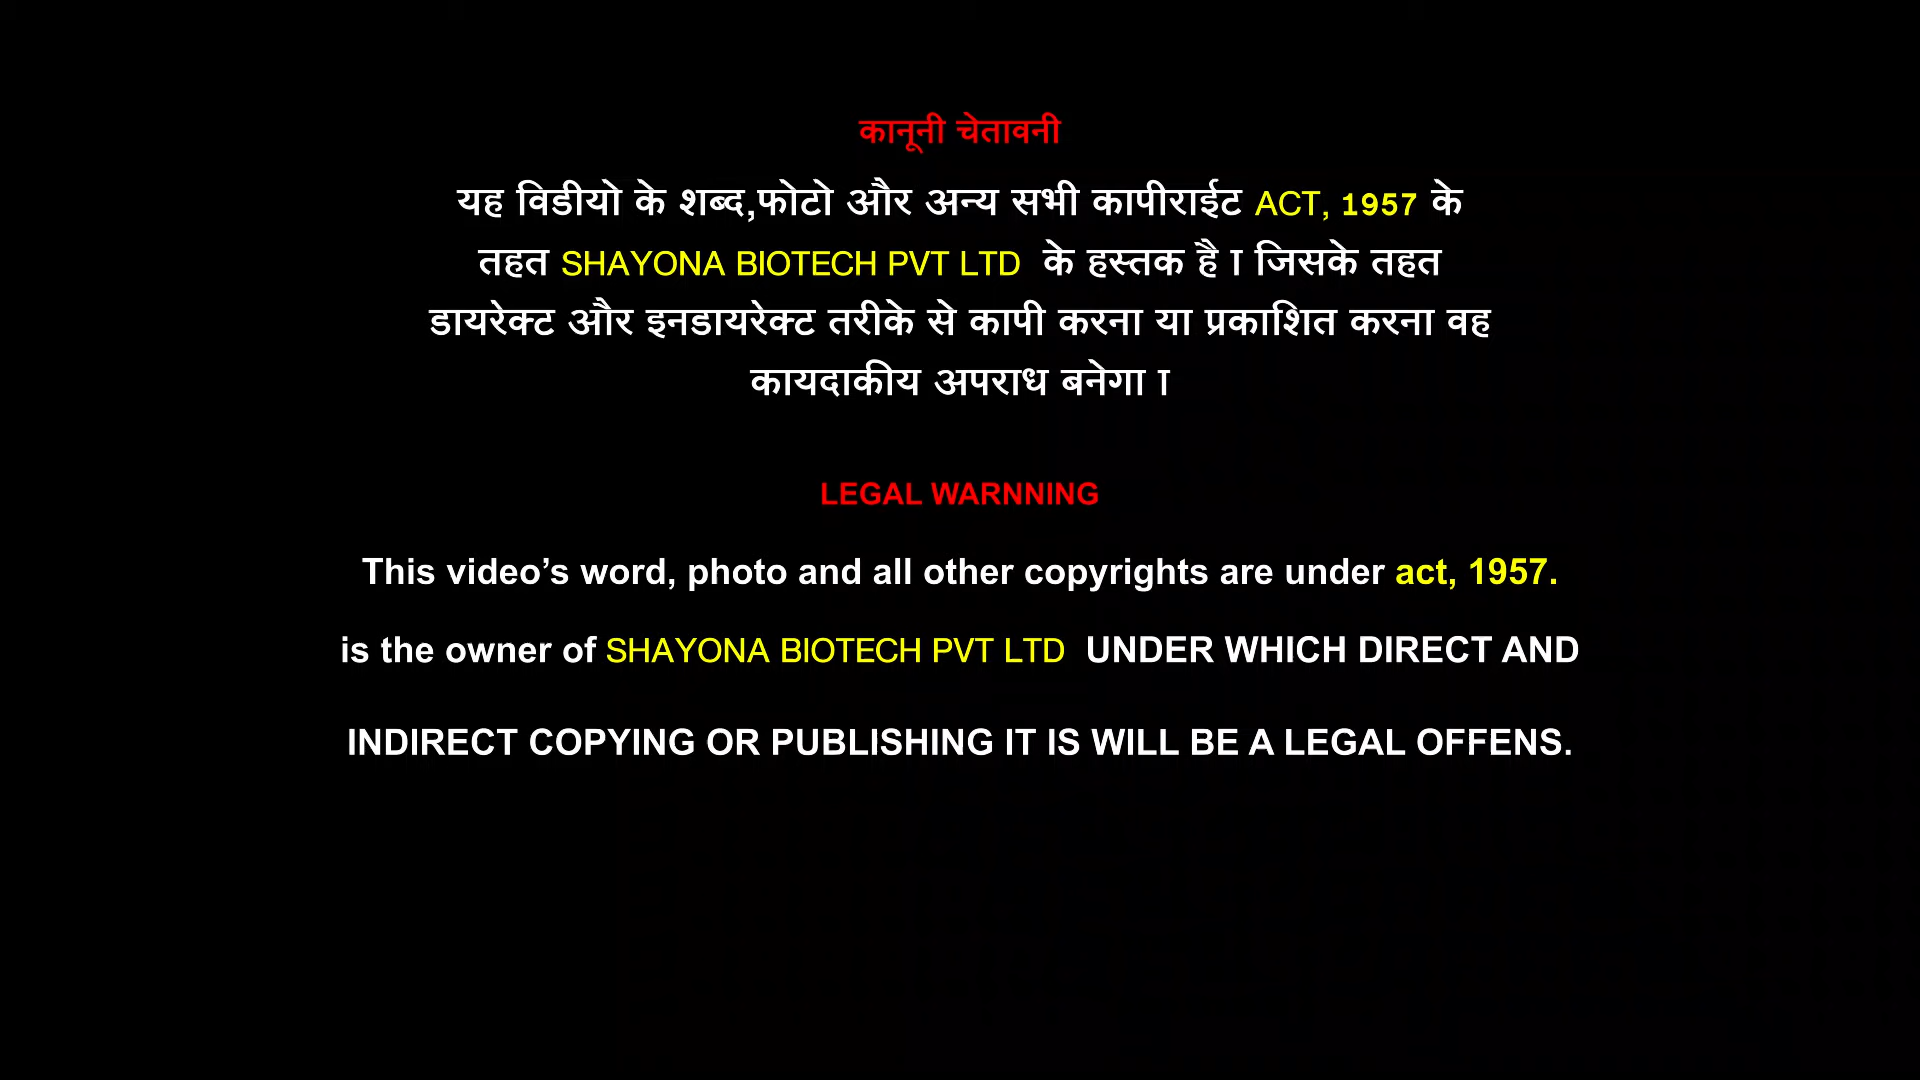 कानूनी चेतावनी
यह विडीयो के शब्द,फोटो और अन्य सभी कापीराईट ACT, 1957 के
तहत SHAYONA BIOTECH PVT LTD के हस्तक है I जिसके तहत
डायरेक्ट और इनडायरेक्ट तरीके से कापी करना या प्रकाशित करना वह
कायदाकीय अपराध बनेगा I
LEGAL WARNNING
This video’s word, photo and all other copyrights are under act, 1957.
is the owner of SHAYONA BIOTECH PVT LTD UNDER WHICH DIRECT AND
INDIRECT COPYING OR PUBLISHING IT IS WILL BE A LEGAL OFFENS.